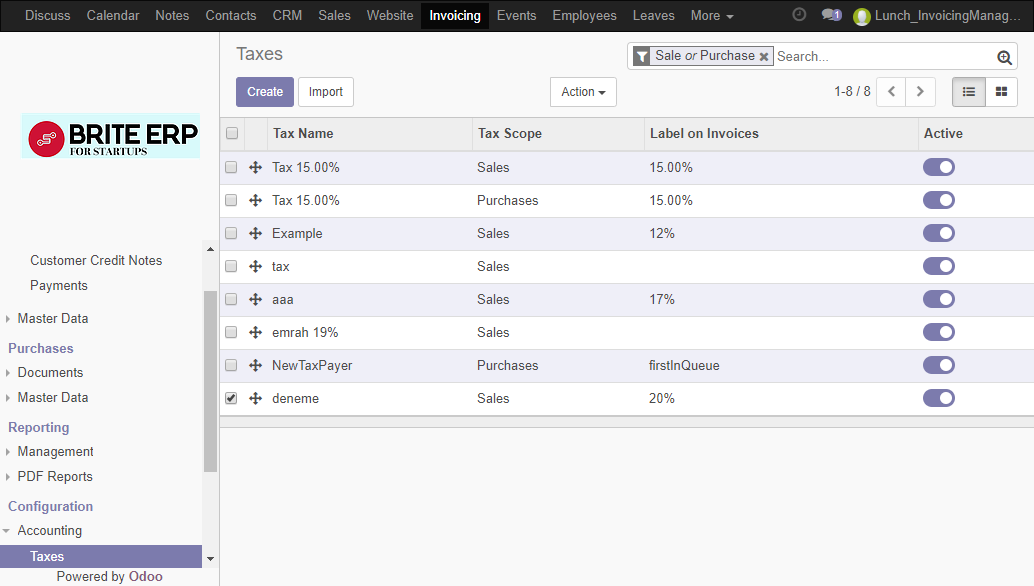 Discuss Calendar Notes Contacts CRM Sales Website Invoicing Events Employees Leaves More 1 Lunch_InvoicingManag...
BRITE ERP
FOR STARTUPS
Customer Credit Notes
Payments
Master Data
Purchases
Documents
Master Data
Reporting
Management
PDF Reports
Configuration
Accounting
Taxes
Powered by Odoo
Taxes
Sale or Purchase Search...
Create Import Action 1-8 / 8
Tax Name Tax Scope Label on Invoices Active
Tax 15.00% Sales 15.00%
Tax 15.00% Purchases 15.00%
Example Sales 12%
tax Sales
aaa Sales 17%
emrah 19% Sales
NewTaxPayer Purchases firstInQueue
deneme Sales 20%